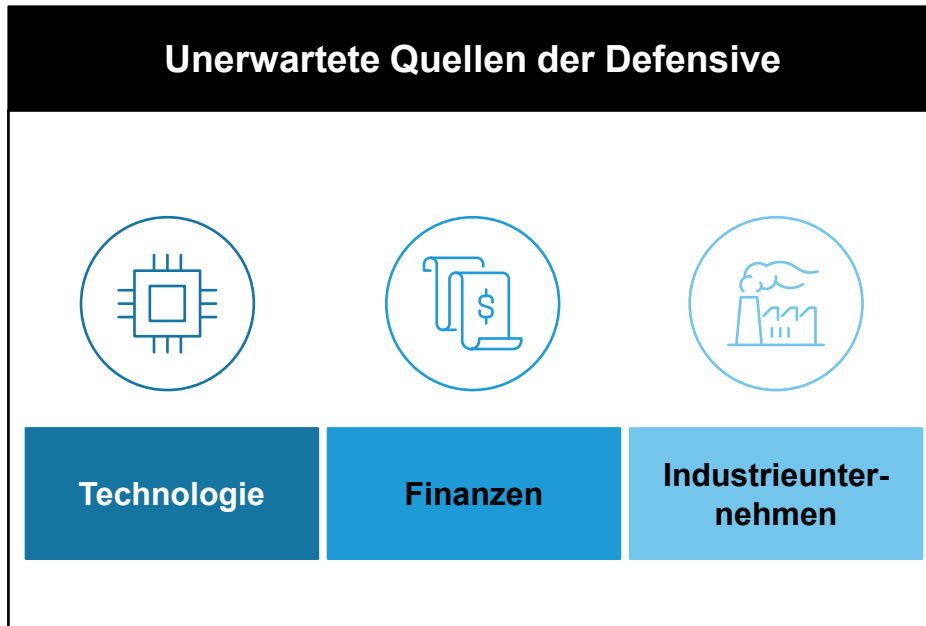 Unerwartete Quellen der Defensive
$
Technologie
Finanzen
Industrieunter-
nehmen